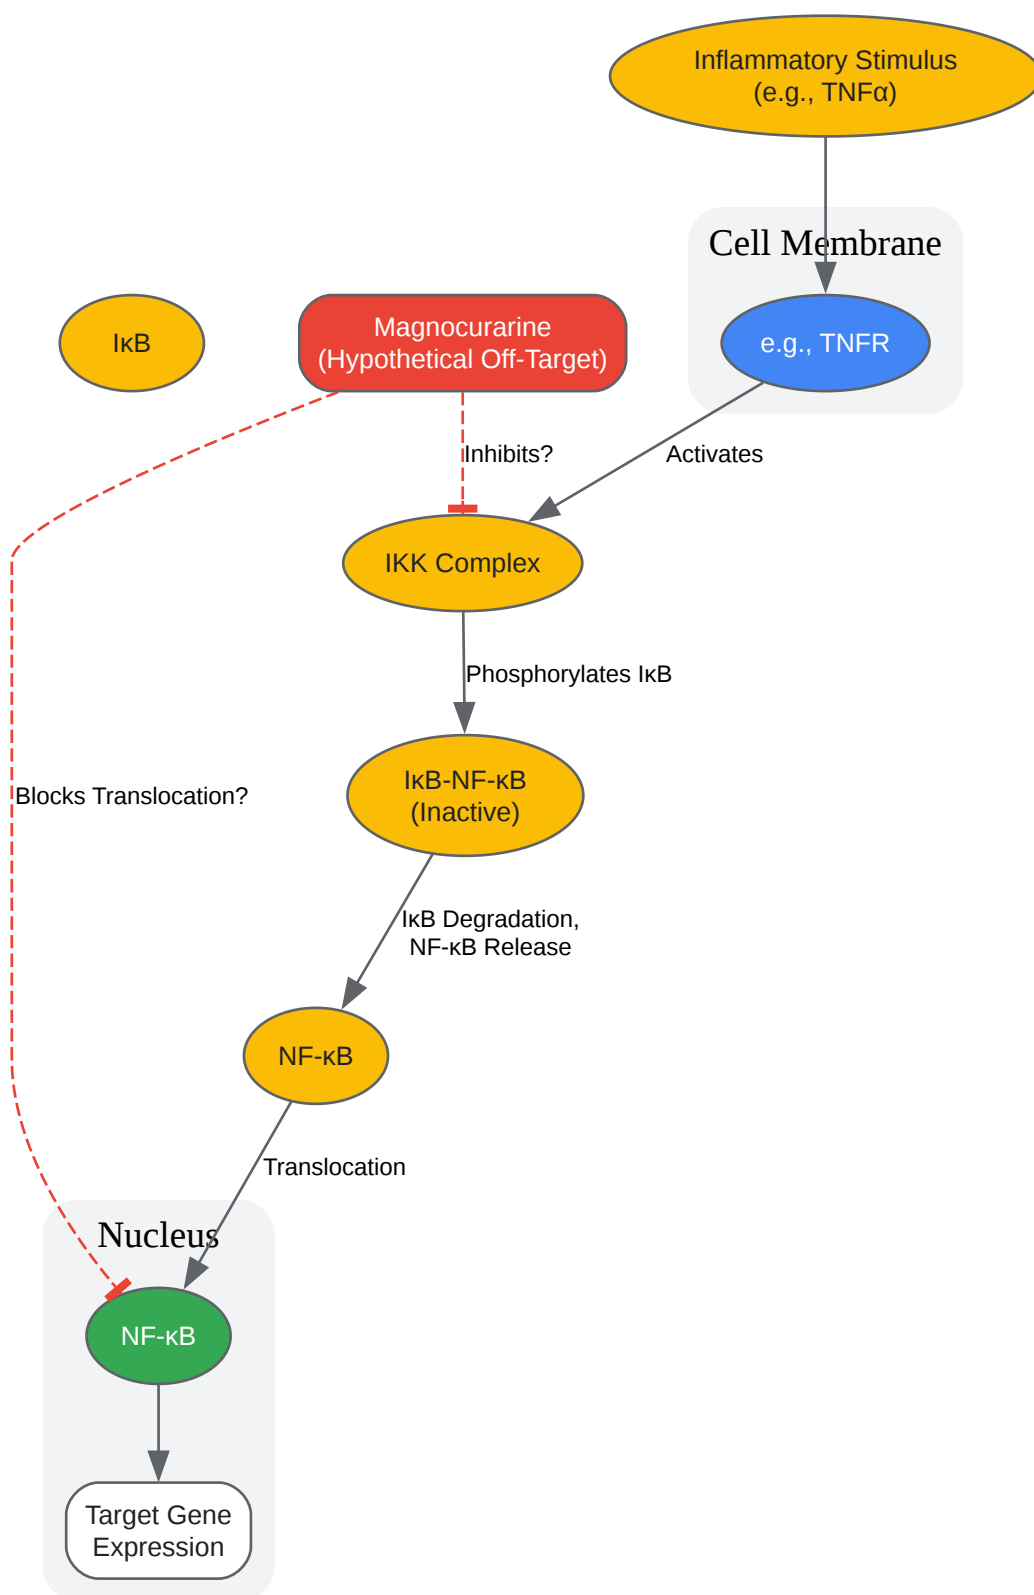 Inflammatory Stimulus
(e.g., TNFα)
Cell Membrane
IκB
Magnocurarine
(Hypothetical Off-Target)
e.g., TNFR
Inhibits?
Activates
IKK Complex
Phosphorylates IκB
IκB-NF-κB
(Inactive)
Blocks Translocation?
IκB Degradation,
NF-κB Release
NF-κB
Translocation
Nucleus
NF-κB
Target Gene
Expression